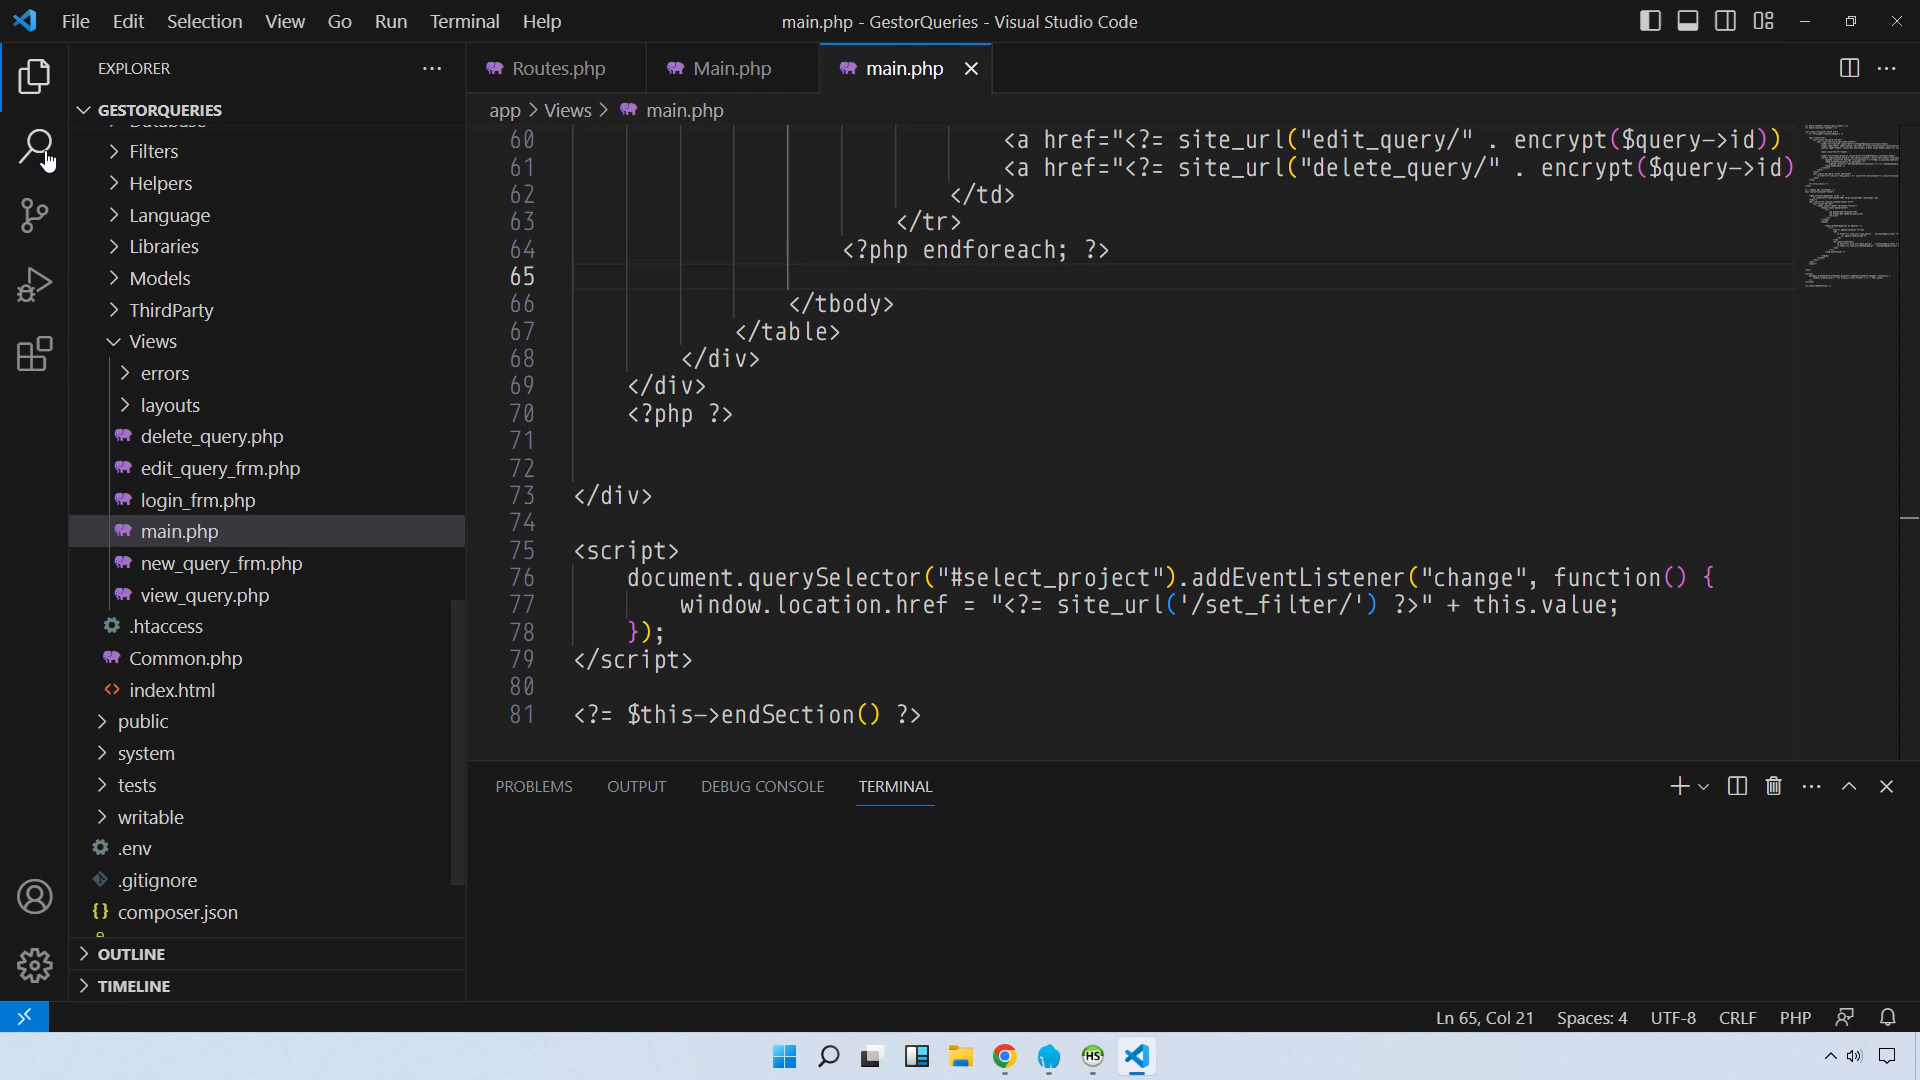 File Edit Selection View Go Run Terminal Help
main.php - GestorQueries - Visual Studio Code
EXPLORER
GESTORQUERIES
Database
Filters
Helpers
Language
Libraries
Models
ThirdParty
Views
errors
layouts
delete_query.php
edit_query_frm.php
login_frm.php
main.php
new_query_frm.php
view_query.php
.htaccess
Common.php
index.html
public
system
tests
writable
.env
.gitignore
composer.json
OUTLINE
TIMELINE
Routes.php Main.php main.php
app > Views > main.php
60 <a href="<?= site_url("edit_query/" . encrypt($query->id))
61 <a href="<?= site_url("delete_query/" . encrypt($query->id)
62 </td>
63 </tr>
64 <?php endforeach; ?>
65
66 </tbody>
67 </table>
68 </div>
69 </div>
70 <?php ?>
71
72
73 </div>
74
75 <script>
76 document.querySelector("#select_project").addEventListener("change", function() {
77 window.location.href = "<?= site_url('/set_filter/') ?>" + this.value;
78 });
79 </script>
80
81 <?= $this->endSection() ?>
PROBLEMS OUTPUT DEBUG CONSOLE TERMINAL
Ln 65, Col 21 Spaces: 4 UTF-8 CRLF PHP
HS